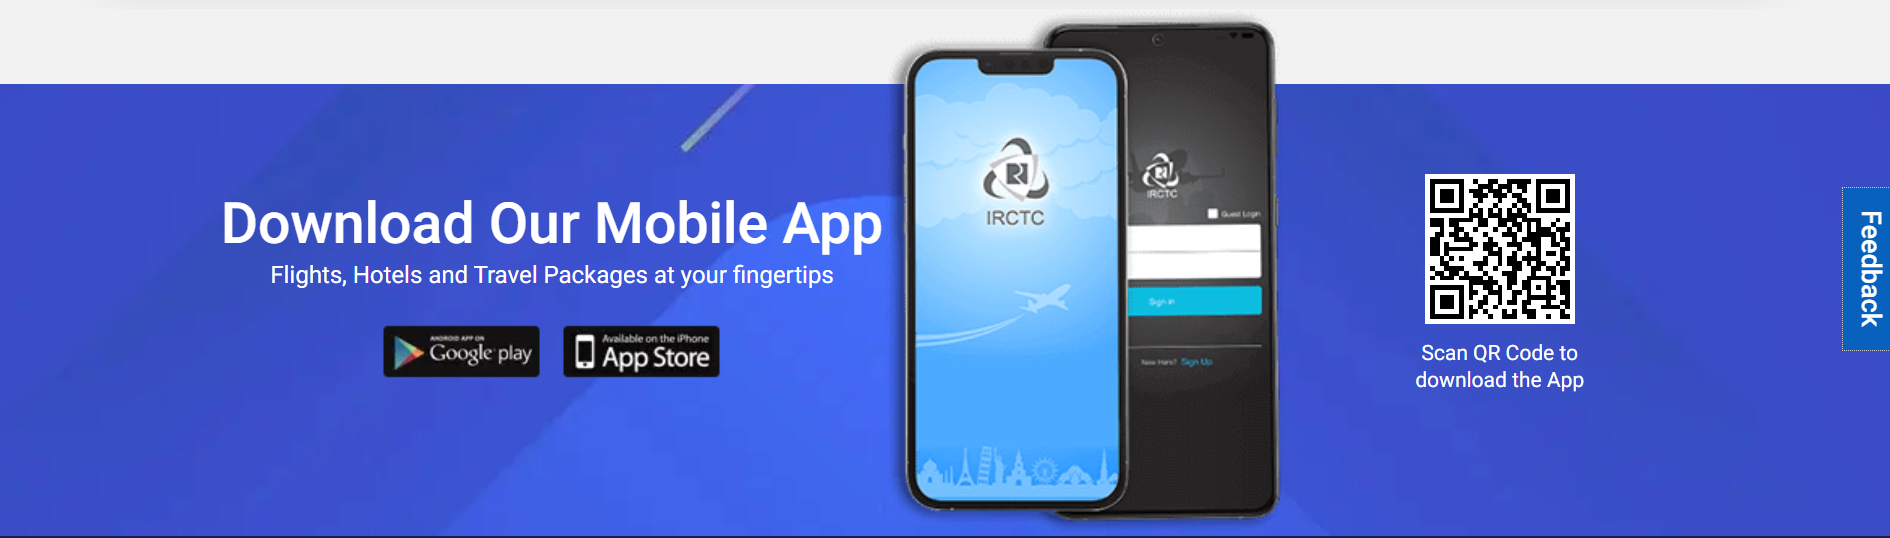 Download Our Mobile App
Flights, Hotels and Travel Packages at your fingertips
ANDROID APP ON
Google play
Available on the iPhone
App Store
IRCTC
IRCTC
Guest Login
Sign in
New Here? Sign Up
Scan QR Code to
download the App
Feedback